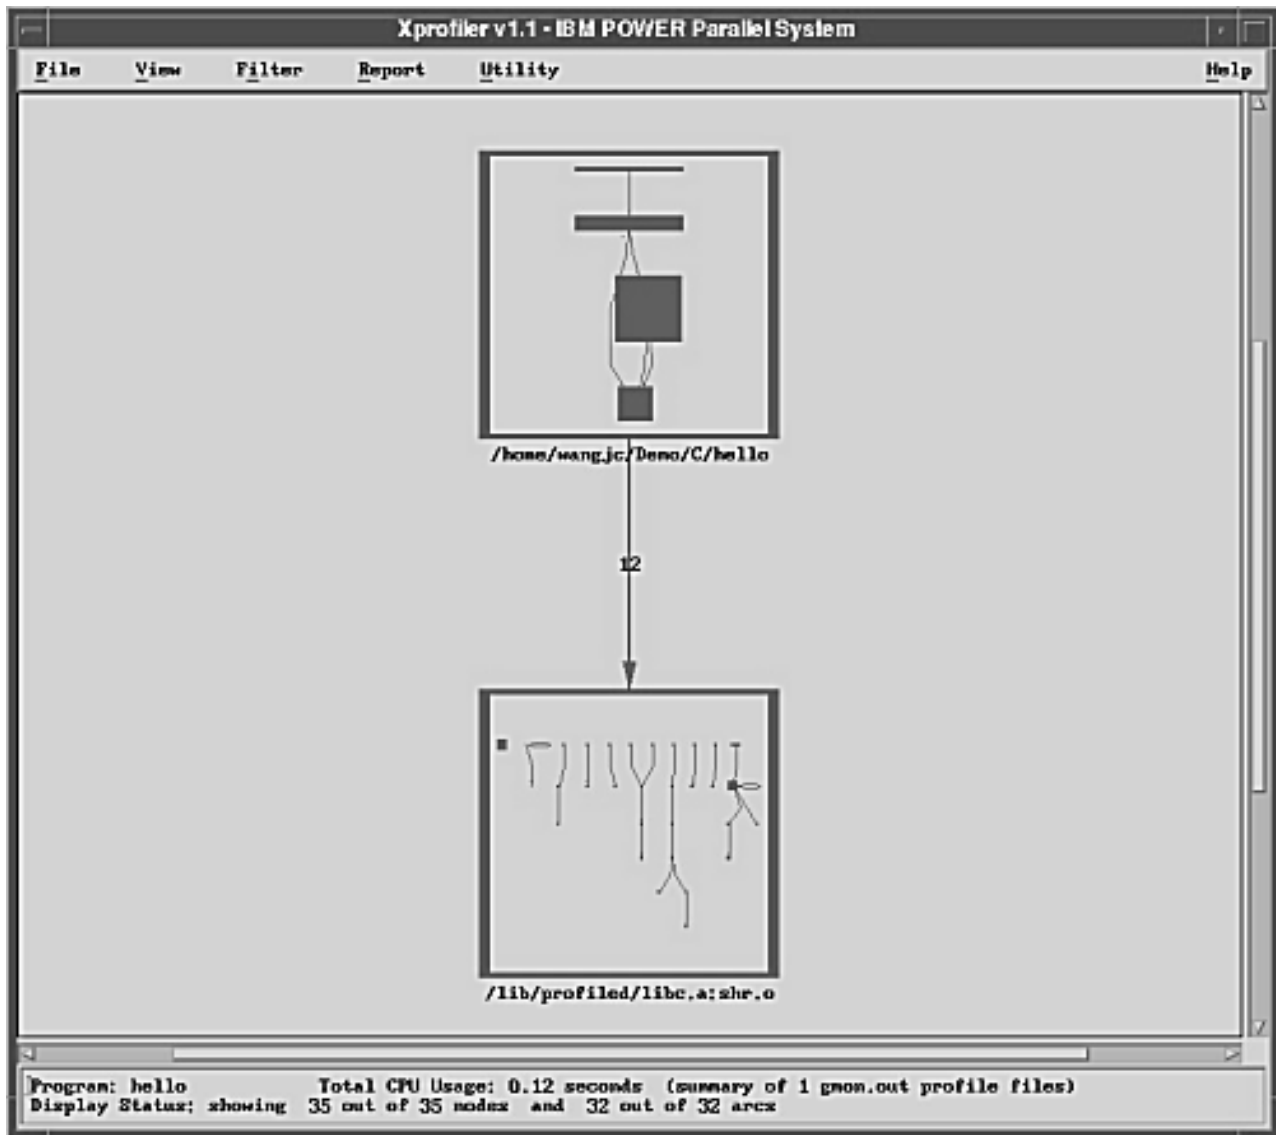 Xprofiler v1.1 - IBM POWER Parallel System
File View Filter Report Utility Help
/home/wangjc/Demo/C/hello
12
/lib/profiled/libc.a:shr.o
Program: hello Total CPU Usage: 0.12 seconds (summary of 1 gmon.out profile files)
Display Status: showing 35 out of 35 nodes and 32 out of 32 arcs